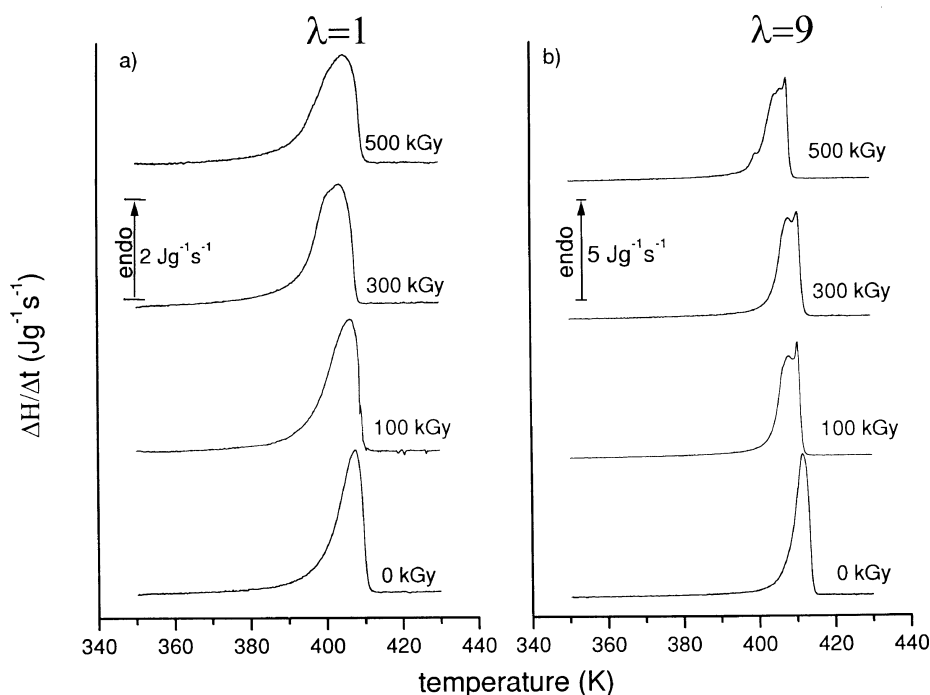 λ=1
λ=9
a)
500 kGy
endo
2 Jg⁻¹s⁻¹
300 kGy
100 kGy
0 kGy
b)
500 kGy
endo
5 Jg⁻¹s⁻¹
300 kGy
100 kGy
0 kGy
ΔH/Δt (Jg⁻¹s⁻¹)
340 360 380 400 420 440
340 360 380 400 420 440
temperature (K)